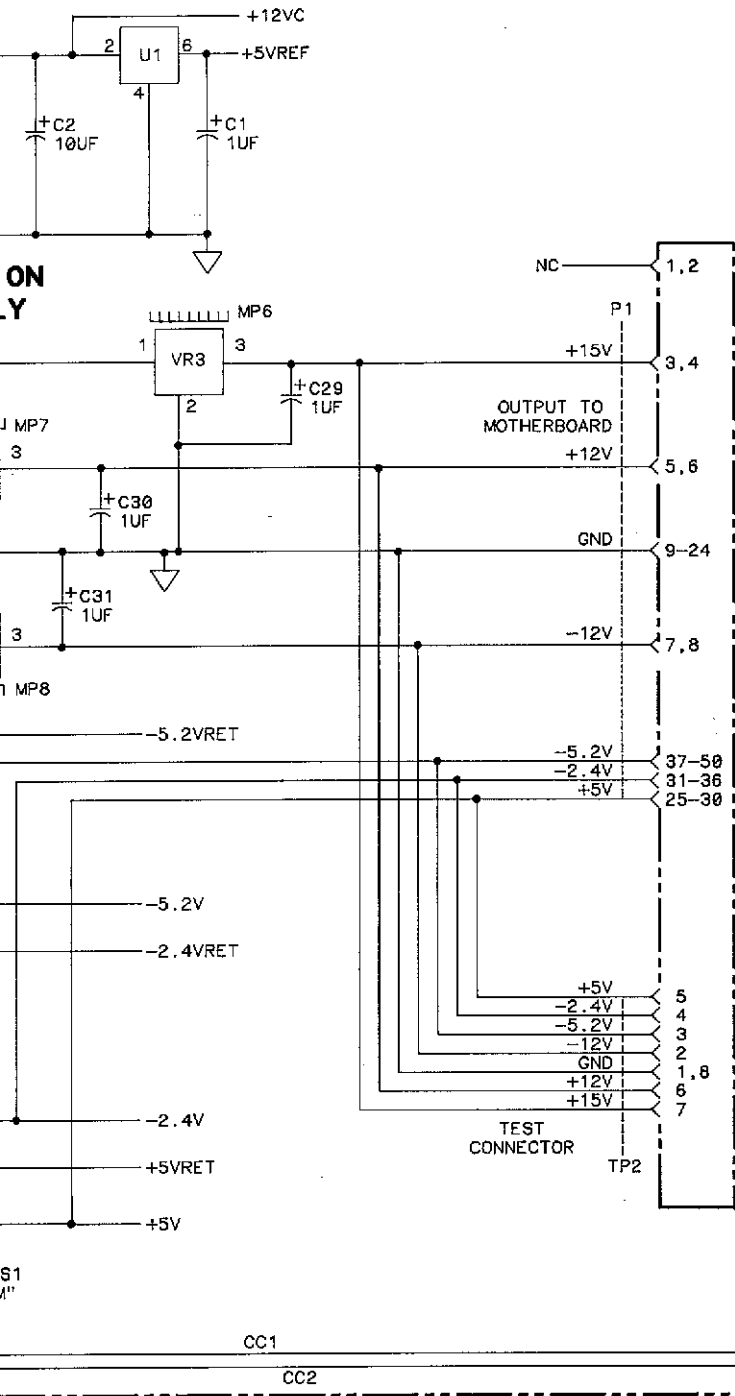 +12VC
2 U1 6 +5VREF
4
+C2
10UF
+C1
1UF
ON
LY
NC 1,2
MP6
P1
1 VR3 3
+15V 3,4
+C29
1UF
2
OUTPUT TO
MOTHERBOARD
MP7
3
+12V 5,6
+C30
1UF
GND 9-24
+C31
1UF
3
-12V 7,8
MP8
-5.2VRET
-5.2V 37-50
-2.4V 31-36
+5V 25-30
-5.2V
-2.4VRET
+5V 5
-2.4V 4
-5.2V 3
-12V 2
GND 1,8
+12V 6
+15V 7
-2.4V
TEST
CONNECTOR
TP2
+5VRET
+5V
S1
M"
CC1
CC2